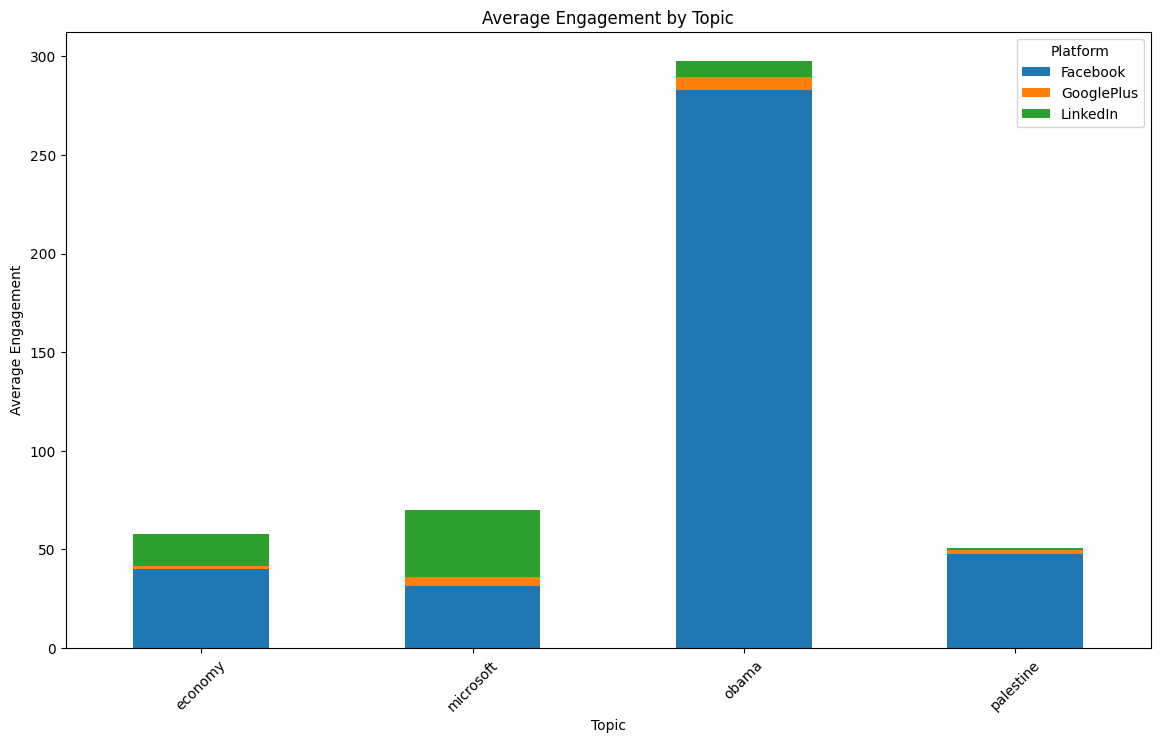 Average Engagement by Topic
Platform
Facebook
GooglePlus
LinkedIn
Average Engagement
300
250
200
150
100
50
0
economy
microsoft
obama
palestine
Topic